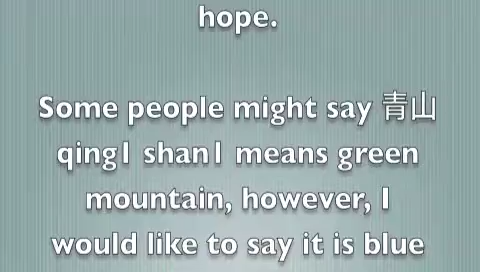 hope.
Some people might say 青山
qing1 shan1 means green
mountain, however, I
would like to say it is blue